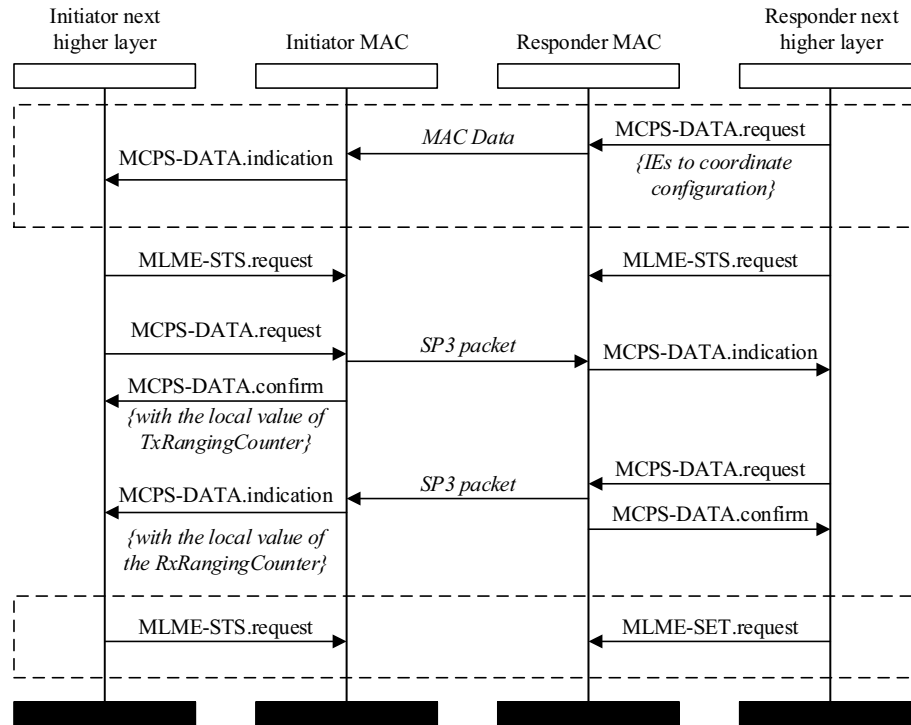 Initiator next
higher layer
Initiator MAC
Responder MAC
Responder next
higher layer
MCPS-DATA.request
MAC Data
MCPS-DATA.indication
{IEs to coordinate
configuration}
MLME-STS.request
MLME-STS.request
MCPS-DATA.request
SP3 packet
MCPS-DATA.indication
MCPS-DATA.confirm
{with the local value of
TxRangingCounter}
MCPS-DATA.request
SP3 packet
MCPS-DATA.indication
MCPS-DATA.confirm
{with the local value of
the RxRangingCounter}
MLME-STS.request
MLME-SET.request